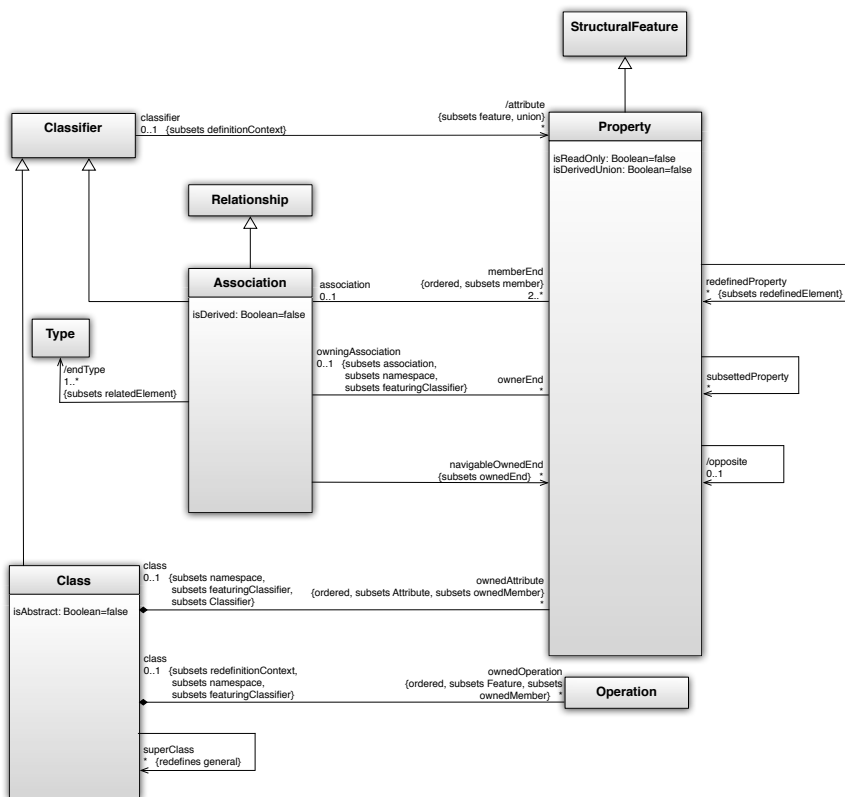 StructuralFeature
/attribute
{subsets feature, union}
*
classifier
0..1 {subsets definitionContext}
Classifier
Property
isReadOnly: Boolean=false
isDerivedUnion: Boolean=false
Relationship
Association
isDerived: Boolean=false
association
0..1
memberEnd
{ordered, subsets member}
2..*
redefinedProperty
* {subsets redefinedElement}
Type
/endType
1..*
{subsets relatedElement}
owningAssociation
0..1 {subsets association,
subsets namespace,
subsets featuringClassifier}
ownerEnd
*
subsettedProperty
*
navigableOwnedEnd
{subsets ownedEnd} *
/opposite
0..1
Class
isAbstract: Boolean=false
class
0..1 {subsets namespace,
subsets featuringClassifier,
subsets Classifier}
ownedAttribute
{ordered, subsets Attribute, subsets ownedMember}
*
class
0..1 {subsets redefinitionContext,
subsets namespace,
subsets featuringClassifier}
ownedOperation
{ordered, subsets Feature, subsets
ownedMember} *
Operation
superClass
* {redefines general}